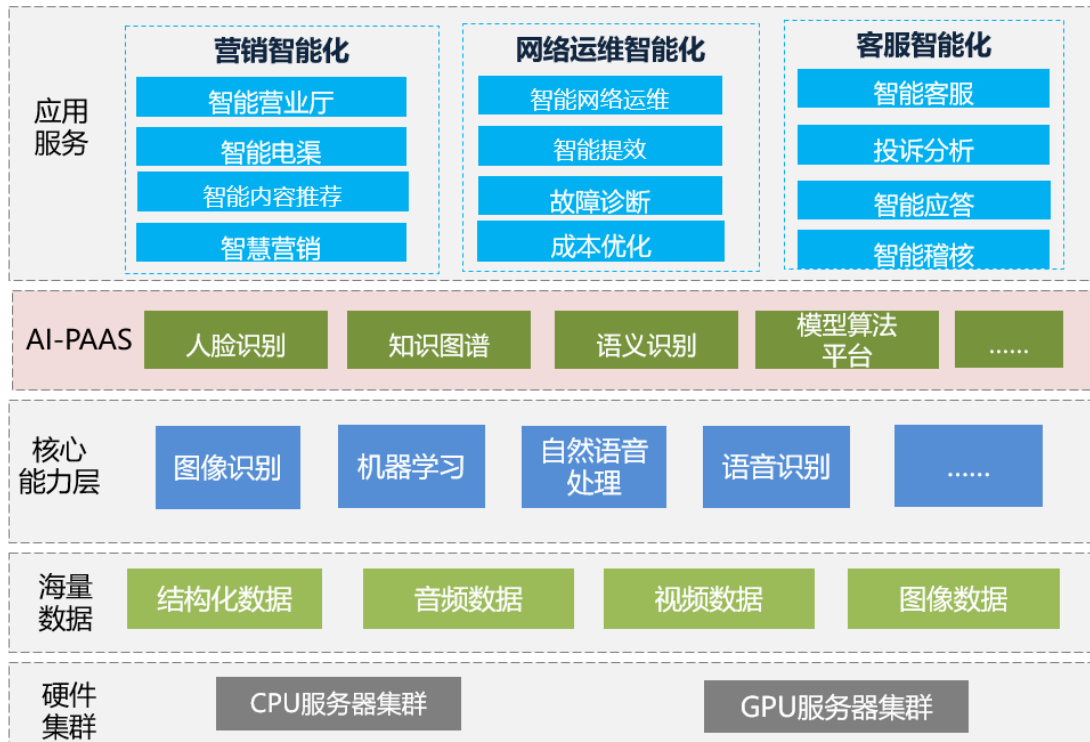 应用
服务
营销智能化
智能营业厅
智能电渠
智能内容推荐
智慧营销
网络运维智能化
智能网络运维
智能提效
故障诊断
成本优化
客服智能化
智能客服
投诉分析
智能应答
智能稽核
AI-PAAS
人脸识别
知识图谱
语义识别
模型算法
平台
......
核心
能力层
图像识别
机器学习
自然语音
处理
语音识别
......
海量
数据
结构化数据
音频数据
视频数据
图像数据
硬件
集群
CPU服务器集群
GPU服务器集群